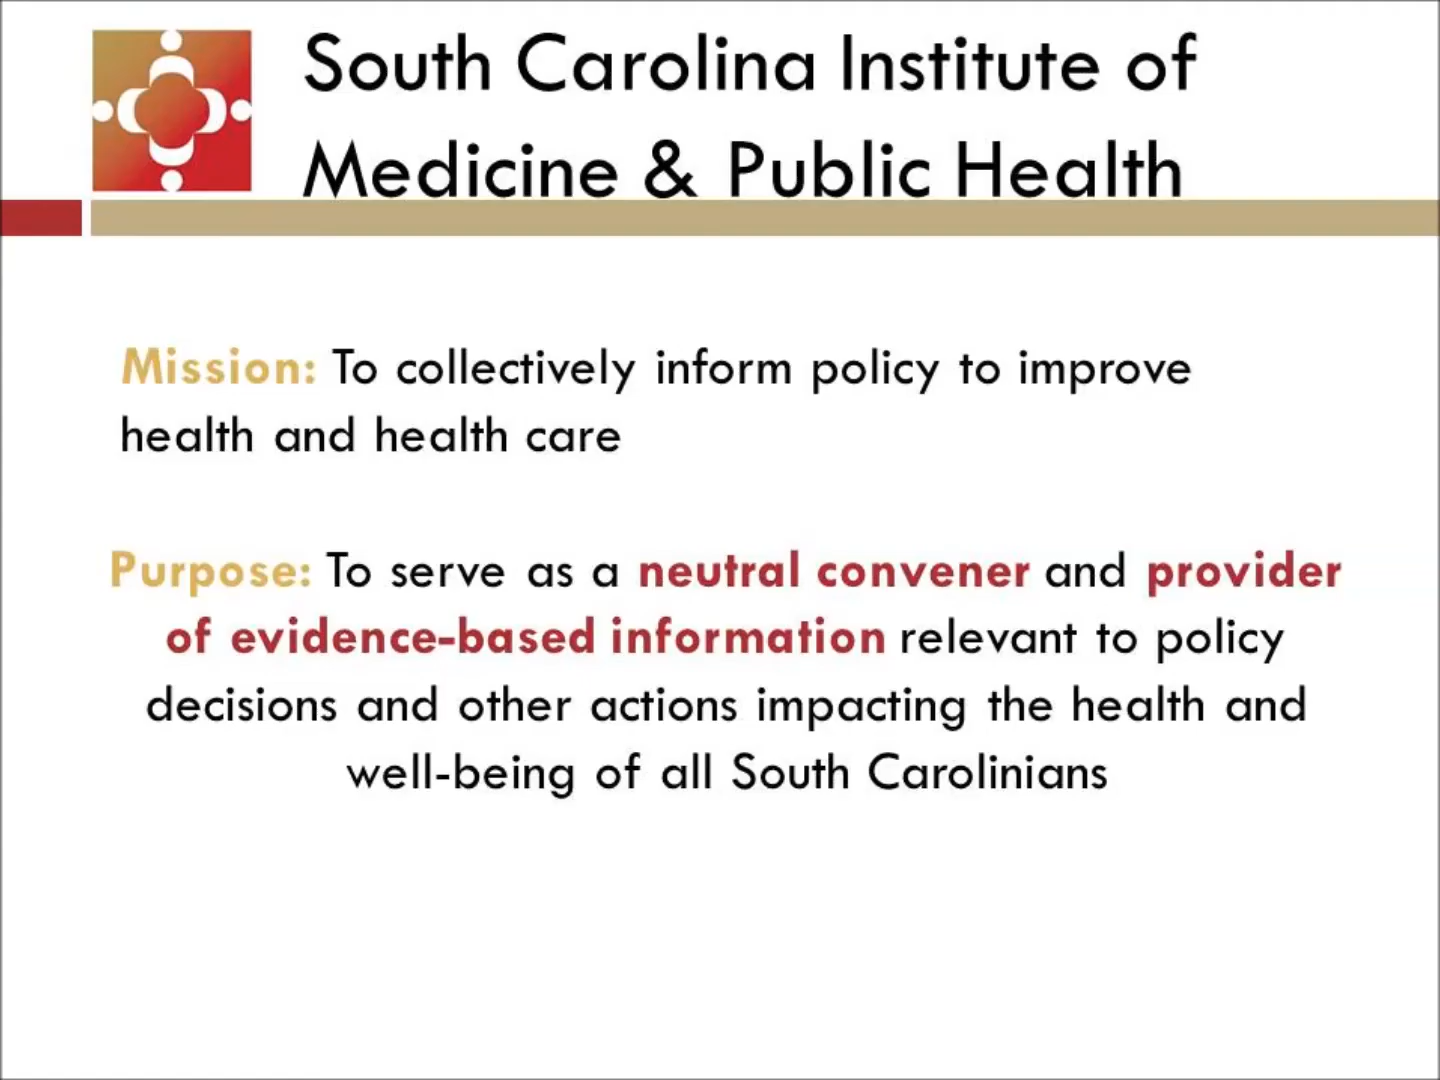 South Carolina Institute of
Medicine & Public Health
Mission: To collectively inform policy to improve
health and health care
Purpose: To serve as a neutral convener and provider
of evidence-based information relevant to policy
decisions and other actions impacting the health and
well-being of all South Carolinians